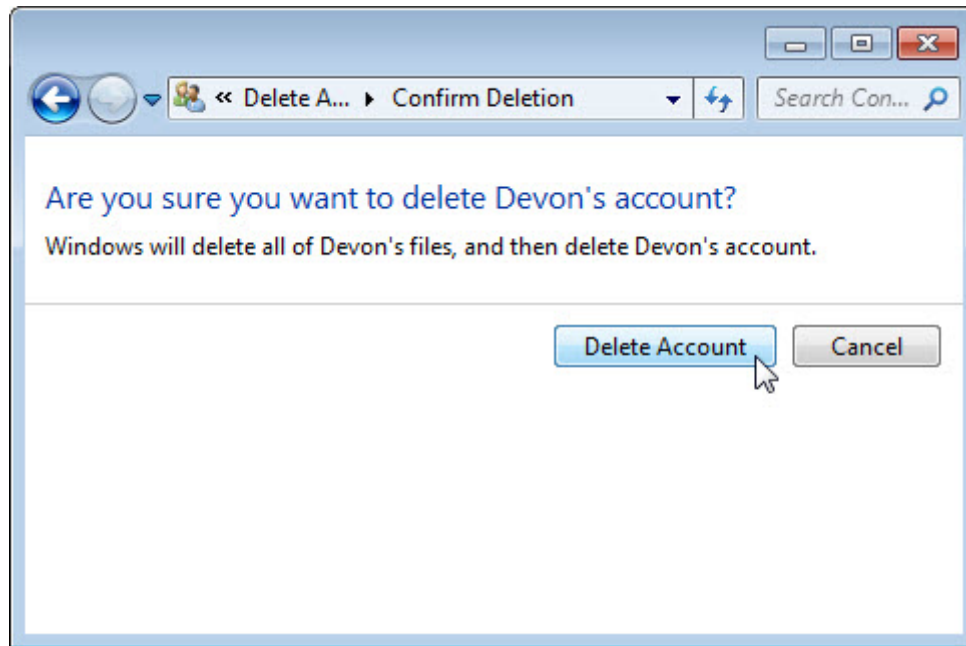 « Delete A... ▸ Confirm Deletion
Search Con...
Are you sure you want to delete Devon's account?
Windows will delete all of Devon's files, and then delete Devon's account.
Delete Account
Cancel